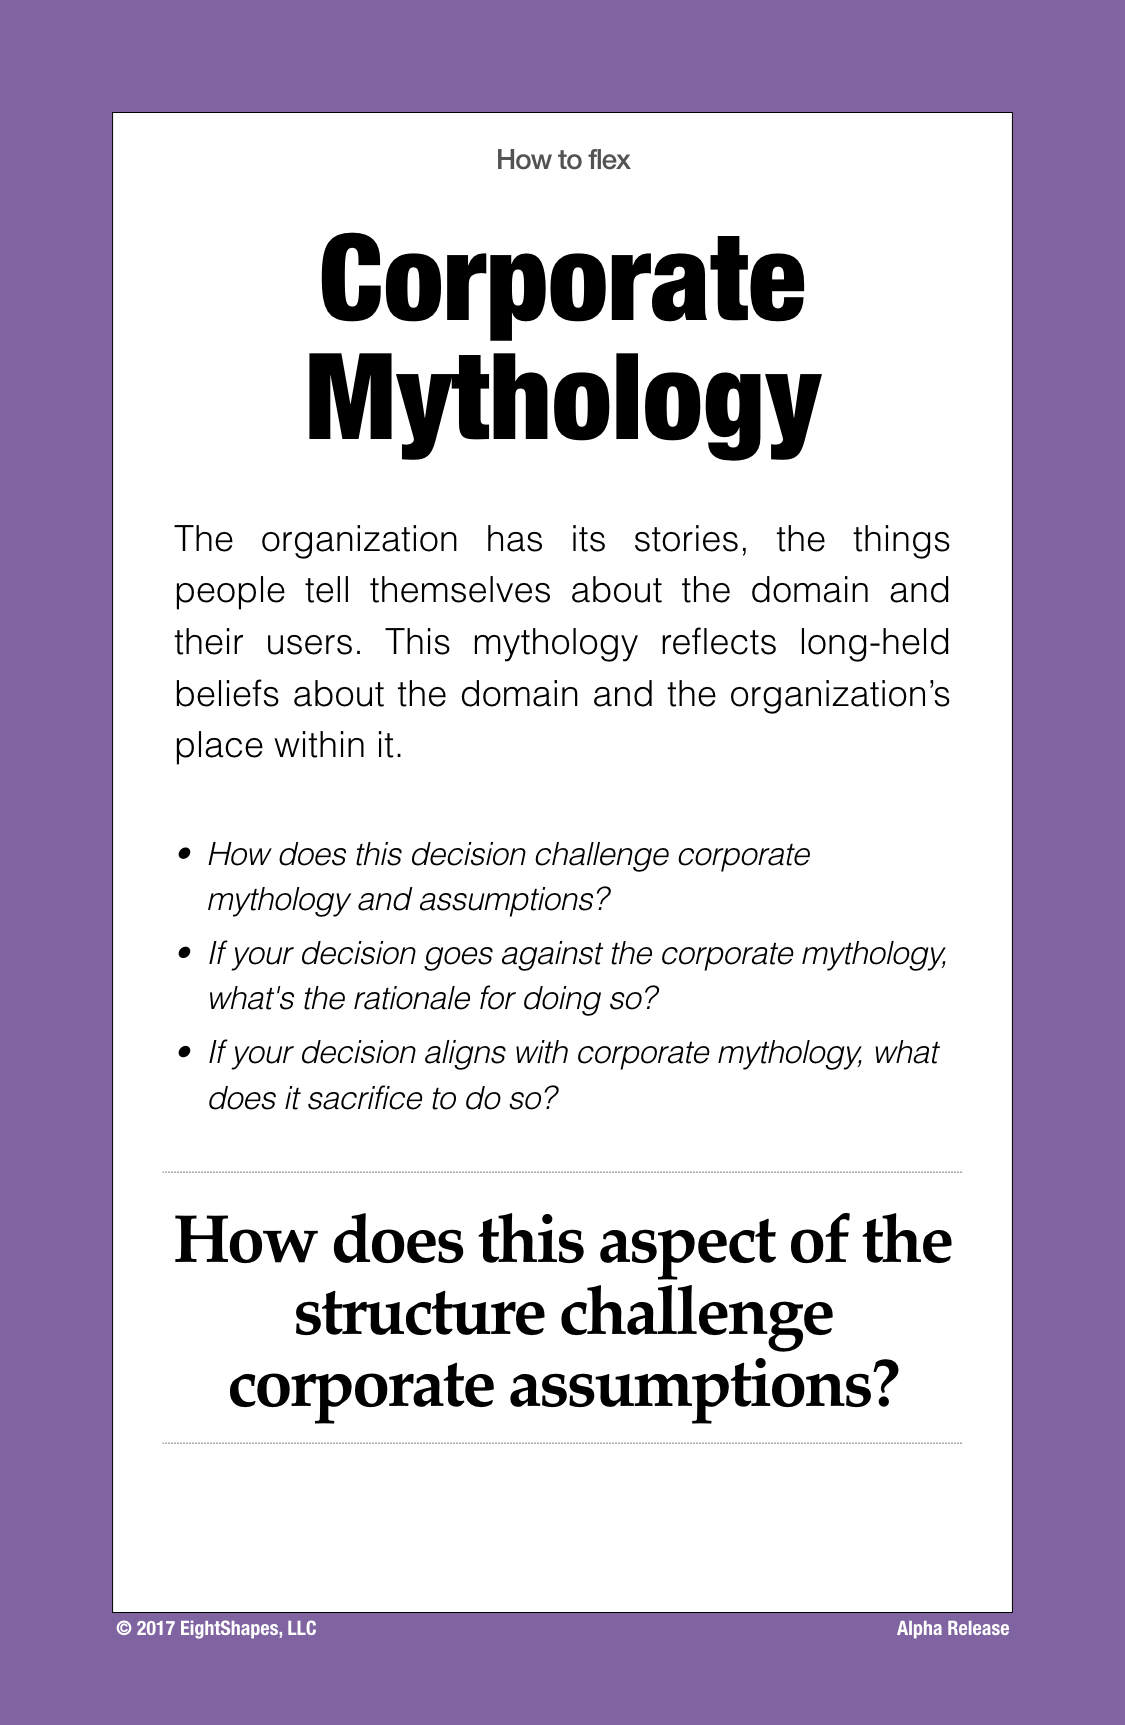 How to flex
Corporate
Mythology
The organization has its stories, the things
people tell themselves about the domain and
their users. This mythology reflects long-held
beliefs about the domain and the organization’s
place within it.
• How does this decision challenge corporate
mythology and assumptions?
• If your decision goes against the corporate mythology,
what's the rationale for doing so?
• If your decision aligns with corporate mythology, what
does it sacrifice to do so?
How does this aspect of the
structure challenge
corporate assumptions?
© 2017 EightShapes, LLC
Alpha Release